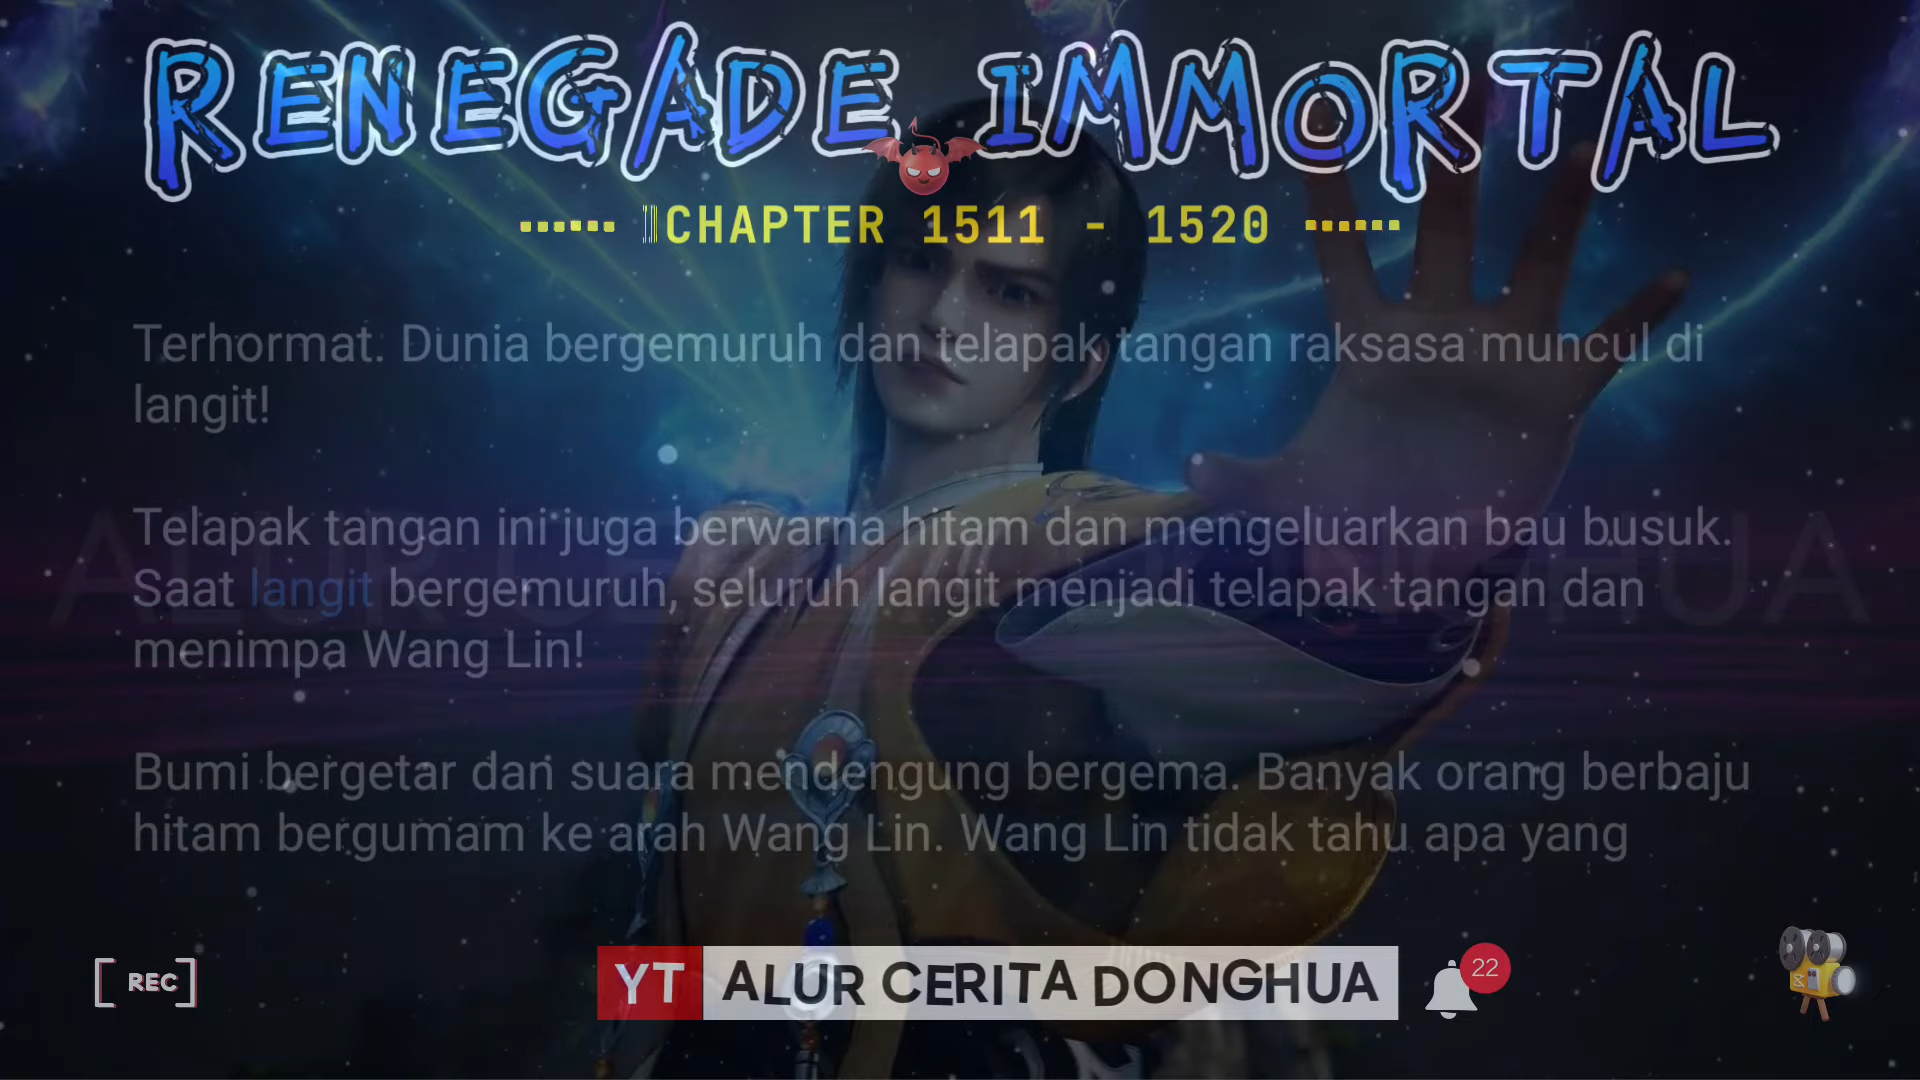 RENEGADE IMMORTAL
CHAPTER 1511 - 1520
Terhormat. Dunia bergemuruh dan telapak tangan raksasa muncul di
langit!
Telapak tangan ini juga berwarna hitam dan mengeluarkan bau busuk.
Saat langit bergemuruh, seluruh langit menjadi telapak tangan dan
menimpa Wang Lin!
Bumi bergetar dan suara mendengung bergema. Banyak orang berbaju
hitam bergumam ke arah Wang Lin. Wang Lin tidak tahu apa yang
ALUR CERITA DONGHUA
[ REC ]
YT ALUR CERITA DONGHUA
22